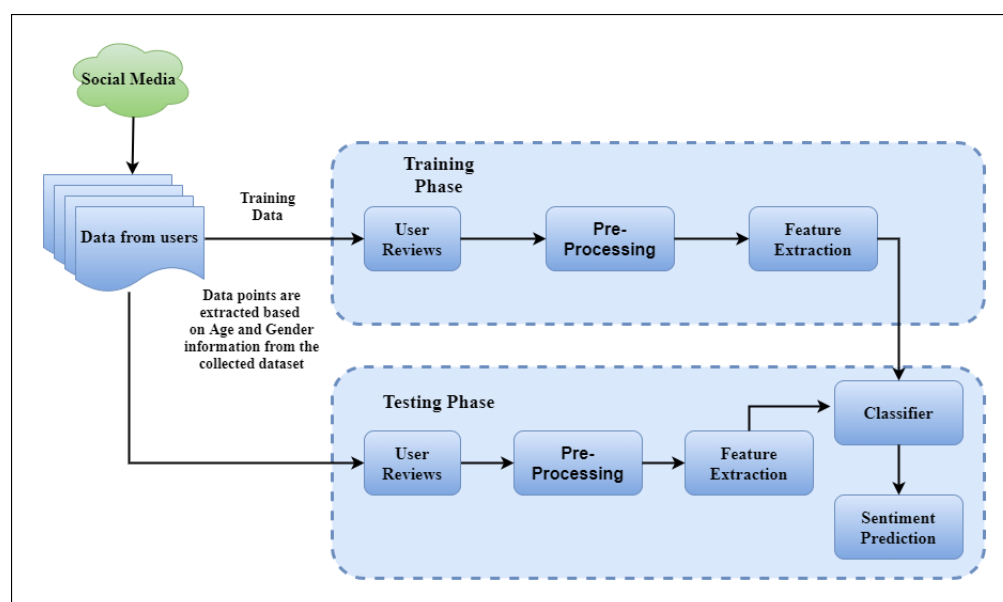 Social Media
Data from users
Training
Data
Data points are
extracted based
on Age and Gender
information from the
collected dataset
Training
Phase
User
Reviews
Pre-
Processing
Feature
Extraction
Testing Phase
User
Reviews
Pre-
Processing
Feature
Extraction
Classifier
Sentiment
Prediction